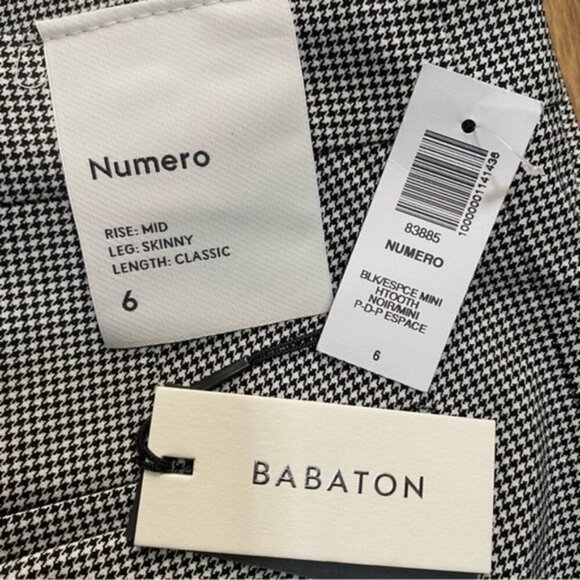 Numero
RISE: MID
LEG: SKINNY
LENGTH: CLASSIC
6
10000001141436
83885
NUMERO
BLK/ESPCE MINI
HTOOTH
NOIR/MINI
P-D-P ESPACE
6
BABATON